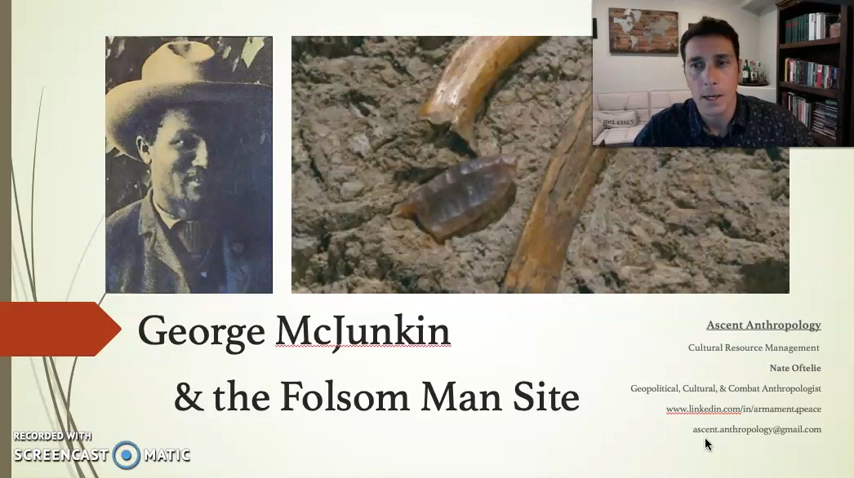 George McJunkin
& the Folsom Man Site
Ascent Anthropology
Cultural Resource Management
Nate Oftelie
Geopolitical, Cultural, & Combat Anthropologist
www.linkedin.com/in/armament4peace
ascent.anthropology@gmail.com
RECORDED WITH
SCREENCAST MATIC